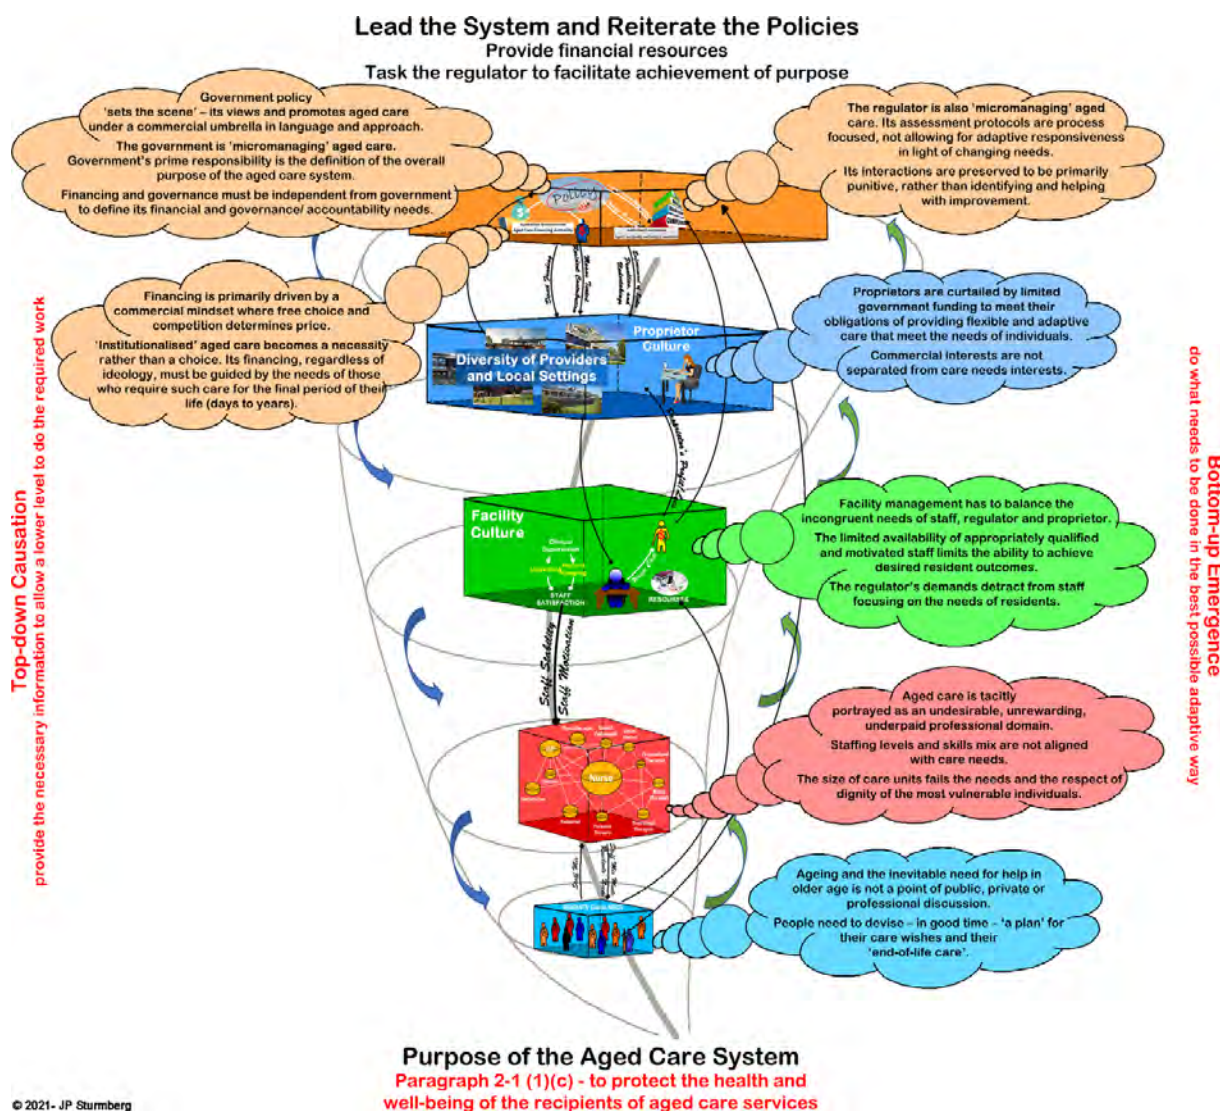 Lead the System and Reiterate the Policies
Provide financial resources
Task the regulator to facilitate achievement of purpose
Government policy
'sets the scene' – its views and promotes aged care
under a commercial umbrella in language and approach.
The government is 'micromanaging' aged care.
Government's prime responsibility is the definition of the overall
purpose of the aged care system.
Financing and governance must be independent from government
to define its financial and governance/ accountability needs.
The regulator is also 'micromanaging' aged
care. Its assessment protocols are process
focused, not allowing for adaptive responsiveness
in light of changing needs.
Its interactions are preserved to be primarily
punitive, rather than identifying and helping
with improvement.
Policy
Financing is primarily driven by a
commercial mindset where free choice and
competition determines price.
'Institutionalised' aged care becomes a necessity
rather than a choice. Its financing, regardless of
ideology, must be guided by the needs of those
who require such care for the final period of their
life (days to years).
Proprietors are curtailed by limited
government funding to meet their
obligations of providing flexible and adaptive
care that meet the needs of individuals.
Commercial interests are not
separated from care needs interests.
Diversity of Providers
and Local Settings
Proprietor
Culture
Facility
Culture
STAFF
SATISFACTION
RESOURCES
Facility management has to balance the
incongruent needs of staff, regulator and proprietor.
The limited availability of appropriately qualified
and motivated staff limits the ability to achieve
desired resident outcomes.
The regulator's demands detract from staff
focusing on the needs of residents.
Staff Stability
Staff Motivation
Nurse
Aged care is tacitly
portrayed as an undesirable, unrewarding,
underpaid professional domain.
Staffing levels and skills mix are not aligned
with care needs.
The size of care units fails the needs and the respect of
dignity of the most vulnerable individuals.
Ageing and the inevitable need for help in
older age is not a point of public, private or
professional discussion.
People need to devise – in good time – 'a plan' for
their care wishes and their
'end-of-life care'.
Top-down Causation
provide the necessary information to allow a lower level to do the required work
Bottom-up Emergence
do what needs to be done in the best possible adaptive way
Purpose of the Aged Care System
Paragraph 2-1 (1)(c) - to protect the health and
well-being of the recipients of aged care services
© 2021- JP Sturmberg